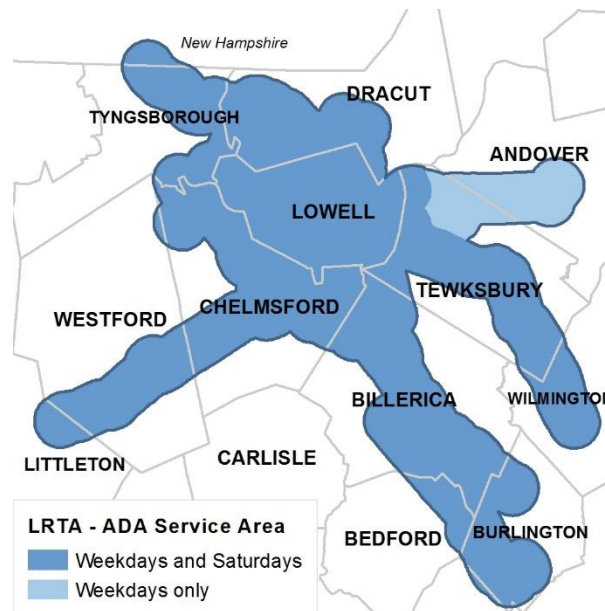 New Hampshire
DRACUT
TYNGSBOROUGH
ANDOVER
LOWELL
TEWKSBURY
CHELMSFORD
WESTFORD
BILLERICA
WILMINGTON
CARLISLE
LITTLETON
BURLINGTON
BEDFORD
LRTA - ADA Service Area
Weekdays and Saturdays
Weekdays only